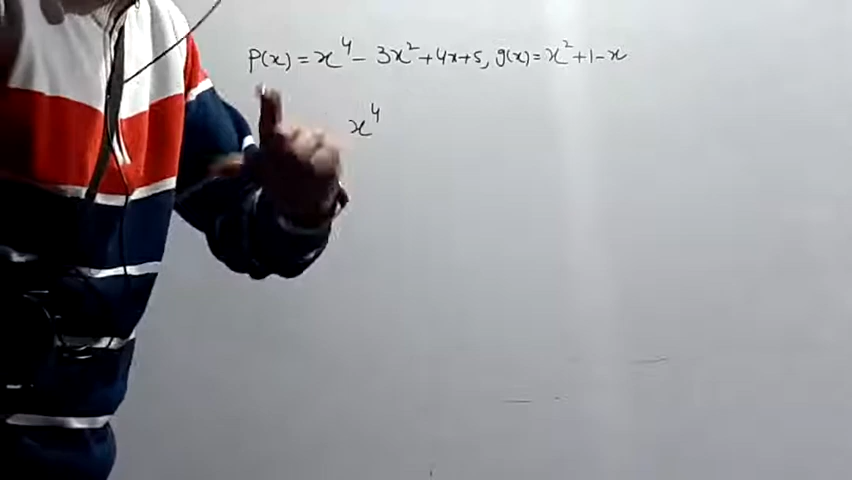 P(x) = x⁴ - 3x² + 4x + 5, g(x) = x² + 1 - x
x⁴